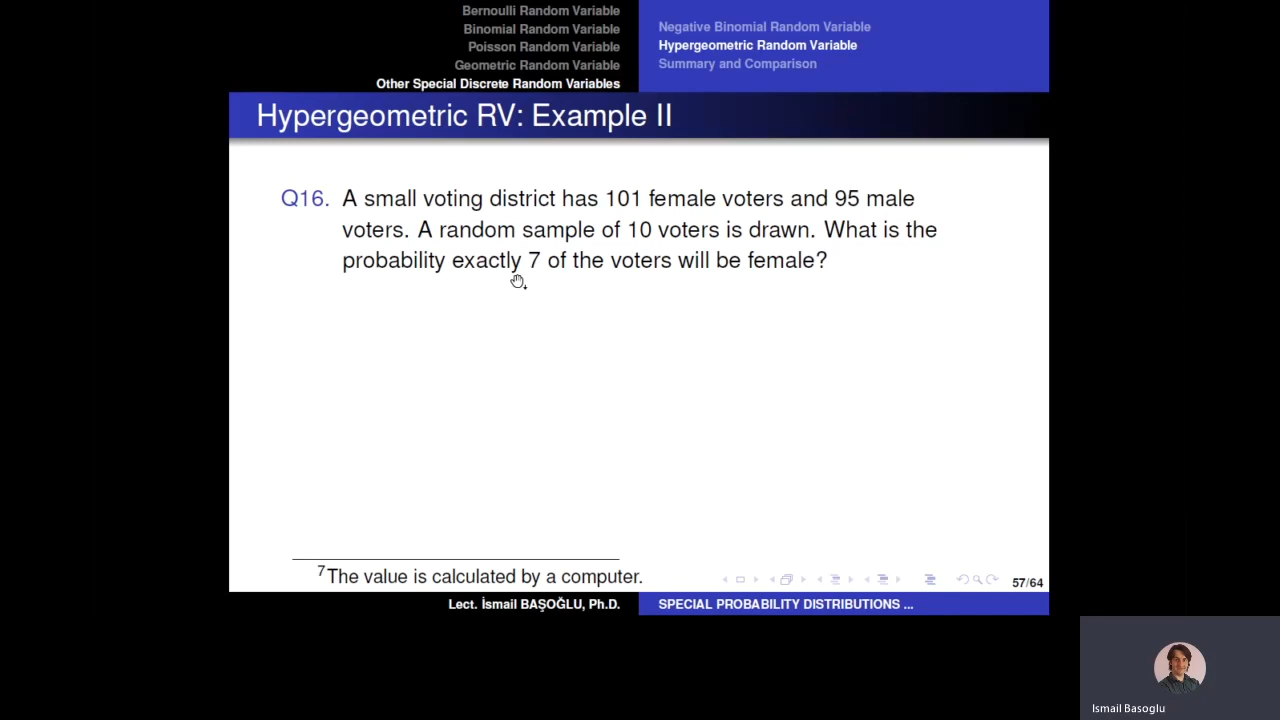 Bernoulli Random Variable
Binomial Random Variable
Poisson Random Variable
Geometric Random Variable
Other Special Discrete Random Variables
Negative Binomial Random Variable
Hypergeometric Random Variable
Summary and Comparison
Hypergeometric RV: Example II
Q16. A small voting district has 101 female voters and 95 male
voters. A random sample of 10 voters is drawn. What is the
probability exactly 7 of the voters will be female?
7The value is calculated by a computer.
57/64
Lect. İsmail BAŞOĞLU, Ph.D.
SPECIAL PROBABILITY DISTRIBUTIONS ...
Ismail Basoglu